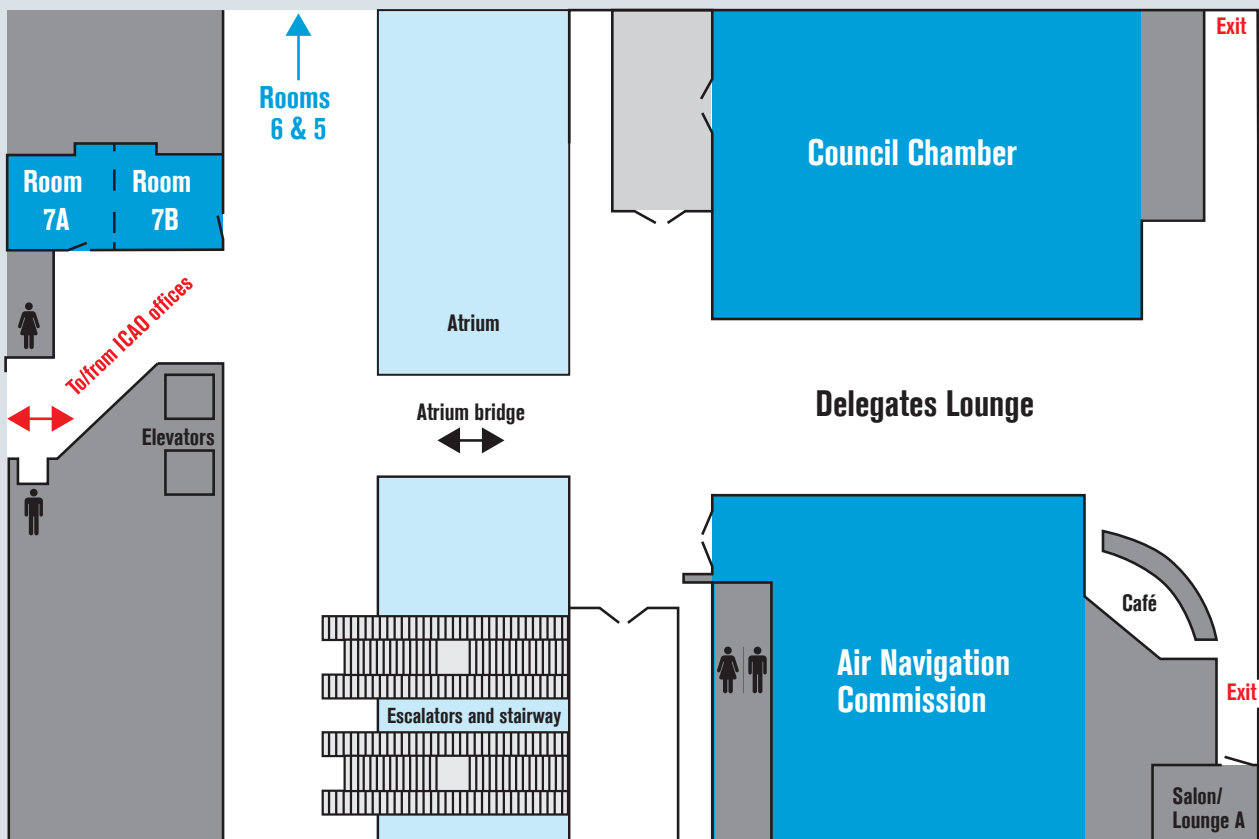 Exit
Rooms
6 & 5
Council Chamber
Room
7A
Room
7B
To/from ICAO offices
Atrium
Atrium bridge
Delegates Lounge
Elevators
Café
Air Navigation
Commission
Exit
Escalators and stairway
Salon/
Lounge A